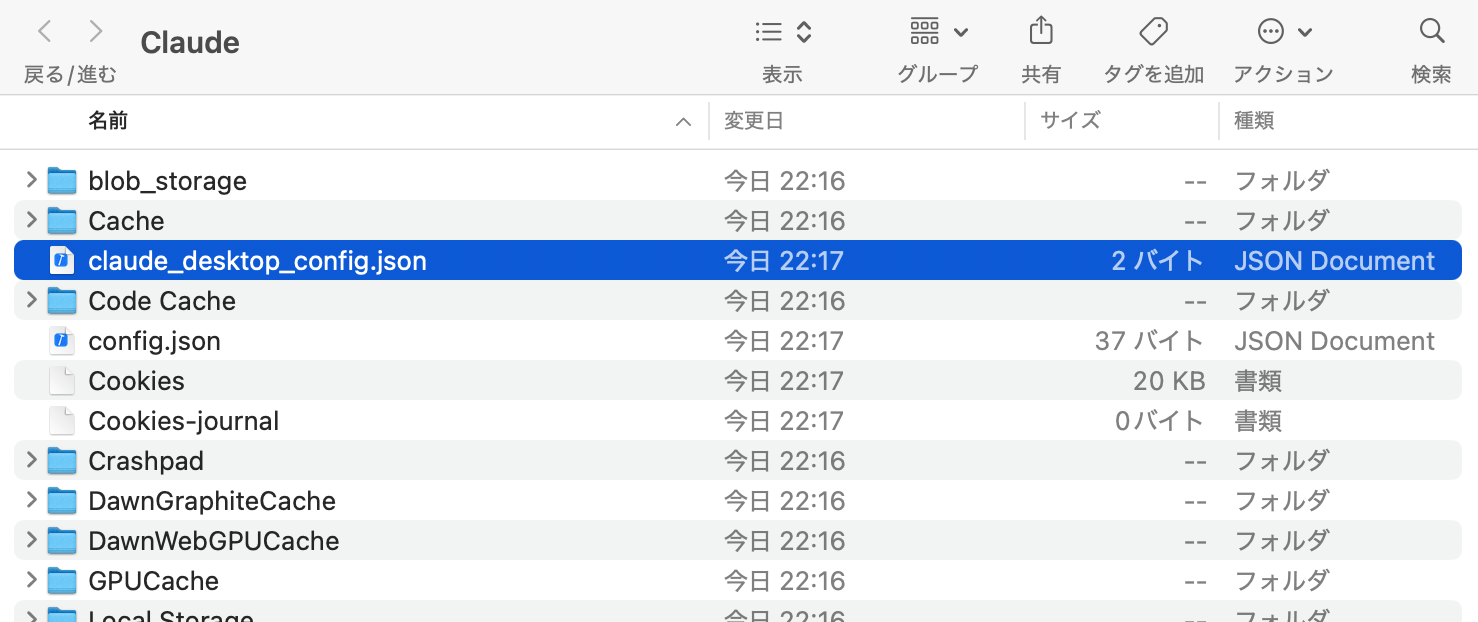 Claude
戻る/進む 表示 グループ 共有 タグを追加 アクション 検索
名前 変更日 サイズ 種類
blob_storage 今日 22:16 -- フォルダ
Cache 今日 22:16 -- フォルダ
claude_desktop_config.json 今日 22:17 2 バイト JSON Document
Code Cache 今日 22:16 -- フォルダ
config.json 今日 22:17 37 バイト JSON Document
Cookies 今日 22:17 20 KB 書類
Cookies-journal 今日 22:17 0バイト 書類
Crashpad 今日 22:16 -- フォルダ
DawnGraphiteCache 今日 22:16 -- フォルダ
DawnWebGPUCache 今日 22:16 -- フォルダ
GPUCache 今日 22:16 -- フォルダ
Local Storage 今日 22:16 -- フォルダ